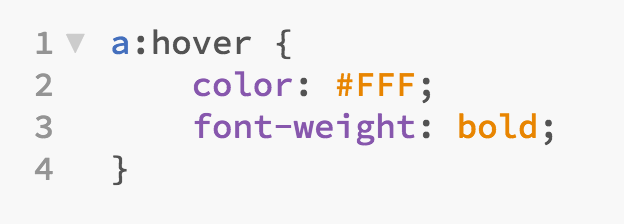 1 ▼ a:hover {
2 color: #FFF;
3 font-weight: bold;
4 }